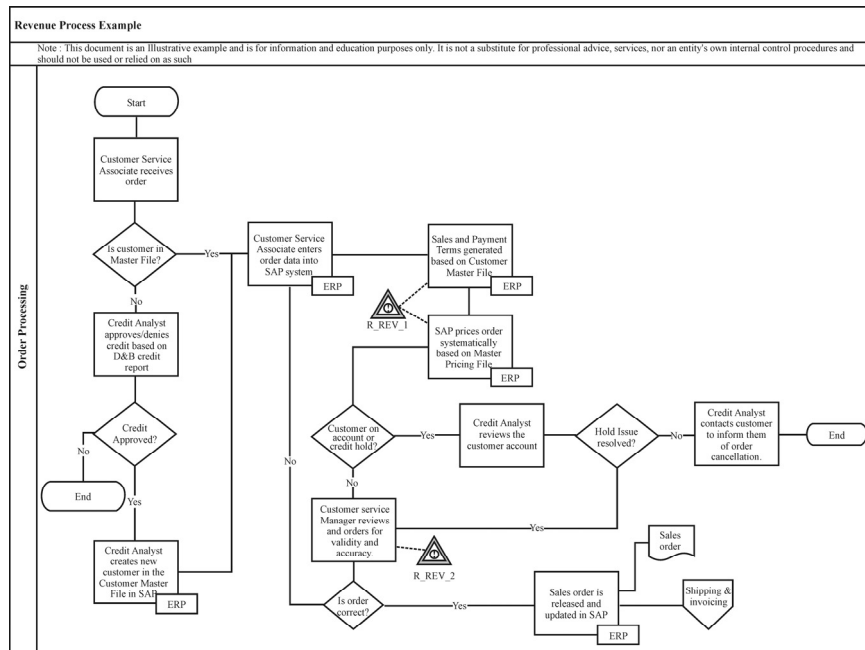 Revenue Process Example
Note : This document is an Illustrative example and is for information and education purposes only. It is not a substitute for professional advice, services, nor an entity's own internal control procedures and
should not be used or relied on as such
Order Processing
Start
Customer Service
Associate receives
order
Is customer in
Master File?
Yes
No
Customer Service
Associate enters
order data into
SAP system
ERP
Sales and Payment
Terms generated
based on Customer
Master File
ERP
R_REV_1
SAP prices order
systematically
based on Master
Pricing File
ERP
Credit Analyst
approves/denies
credit based on
D&B credit
report
Credit
Approved?
No
End
Yes
Credit Analyst
creates new
customer in the
Customer Master
File in SAP
ERP
Customer on
account or
credit hold?
Yes
Credit Analyst
reviews the
customer account
Hold Issue
resolved?
No
Credit Analyst
contacts customer
to inform them
of order
cancellation.
End
No
No
Yes
Customer service
Manager reviews
and orders for
validity and
accuracy
R_REV_2
Is order
correct?
Yes
Sales order is
released and
updated in SAP
ERP
Sales
order
Shipping &
invoicing